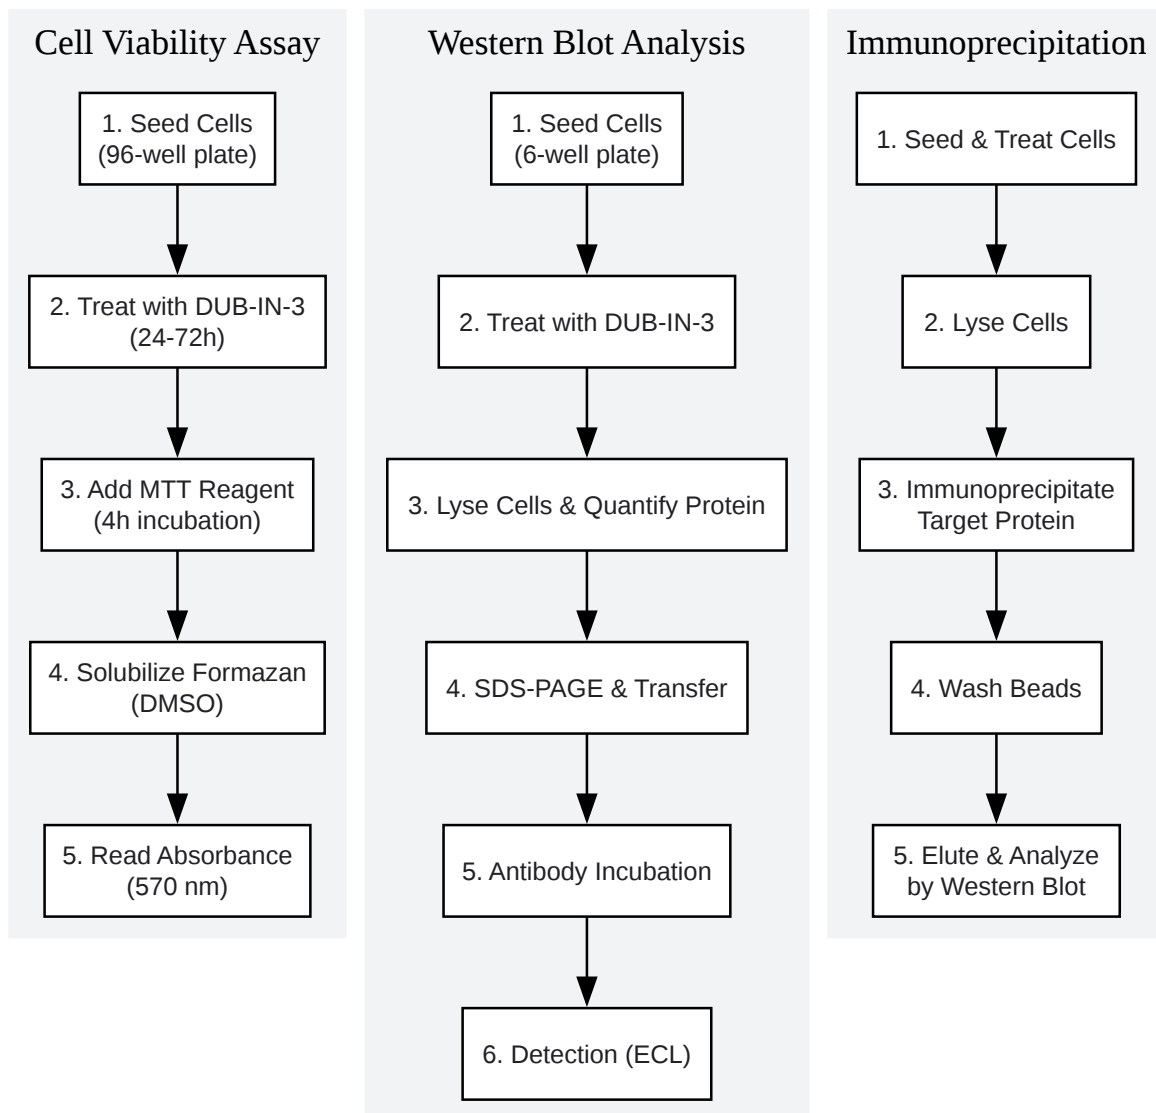 Cell Viability Assay
1. Seed Cells
(96-well plate)
2. Treat with DUB-IN-3
(24-72h)
3. Add MTT Reagent
(4h incubation)
4. Solubilize Formazan
(DMSO)
5. Read Absorbance
(570 nm)
Western Blot Analysis
1. Seed Cells
(6-well plate)
2. Treat with DUB-IN-3
3. Lyse Cells & Quantify Protein
4. SDS-PAGE & Transfer
5. Antibody Incubation
6. Detection (ECL)
Immunoprecipitation
1. Seed & Treat Cells
2. Lyse Cells
3. Immunoprecipitate
Target Protein
4. Wash Beads
5. Elute & Analyze
by Western Blot